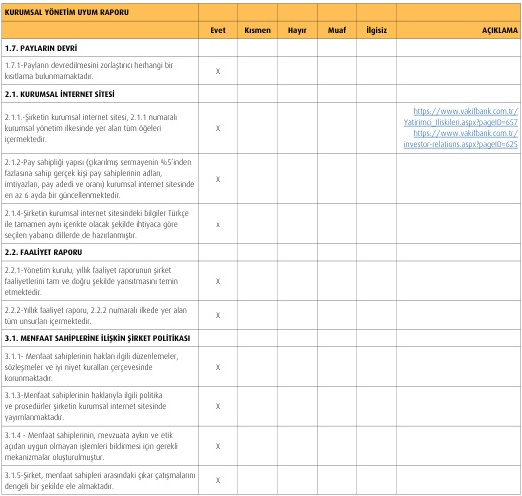 KURUMSAL YÖNETİM UYUM RAPORU
Evet Kısmen Hayır Muaf İlgisiz AÇIKLAMA
1.7. PAYLARIN DEVRİ
1.7.1-Payların devredilmesini zorlaştırıcı herhangi bir
kısıtlama bulunmamaktadır.
X
2.1. KURUMSAL İNTERNET SİTESİ
2.1.1.-Şirketin kurumsal internet sitesi, 2.1.1 numaralı
kurumsal yönetim ilkesinde yer alan tüm öğeleri
içermektedir.
X
https://www.vakifbank.com.tr/
Yatirimci_Iliskileri.aspx?pageID=657
https://www.vakifbank.com.tr/
investor-relations.aspx?pageID=625
2.1.2-Pay sahipliği yapısı (çıkarılmış sermayenin %5'inden
fazlasına sahip gerçek kişi pay sahiplerinin adları,
imtiyazları, pay adedi ve oranı) kurumsal internet sitesinde
en az 6 ayda bir güncellenmektedir.
X
2.1.4-Şirketin kurumsal internet sitesindeki bilgiler Türkçe
ile tamamen aynı içerikte olacak şekilde ihtiyaca göre
seçilen yabancı dillerde de hazırlanmıştır.
x
2.2. FAALİYET RAPORU
2.2.1-Yönetim kurulu, yıllık faaliyet raporunun şirket
faaliyetlerini tam ve doğru şekilde yansıtmasını temin
etmektedir.
X
2.2.2-Yıllık faaliyet raporu, 2.2.2 numaralı ilkede yer alan
tüm unsurları içermektedir.
X
3.1. MENFAAT SAHİPLERİNE İLİŞKİN ŞİRKET POLİTİKASI
3.1.1- Menfaat sahiplerinin hakları ilgili düzenlemeler,
sözleşmeler ve iyi niyet kuralları çerçevesinde
korunmaktadır.
X
3.1.3-Menfaat sahiplerinin haklarıyla ilgili politika
ve prosedürler şirketin kurumsal internet sitesinde
yayımlanmaktadır.
X
3.1.4 - Menfaat sahiplerinin, mevzuata aykırı ve etik
açıdan uygun olmayan işlemleri bildirmesi için gerekli
mekanizmalar oluşturulmuştur.
X
3.1.5-Şirket, menfaat sahipleri arasındaki çıkar çatışmalarını
dengeli bir şekilde ele almaktadır.
X